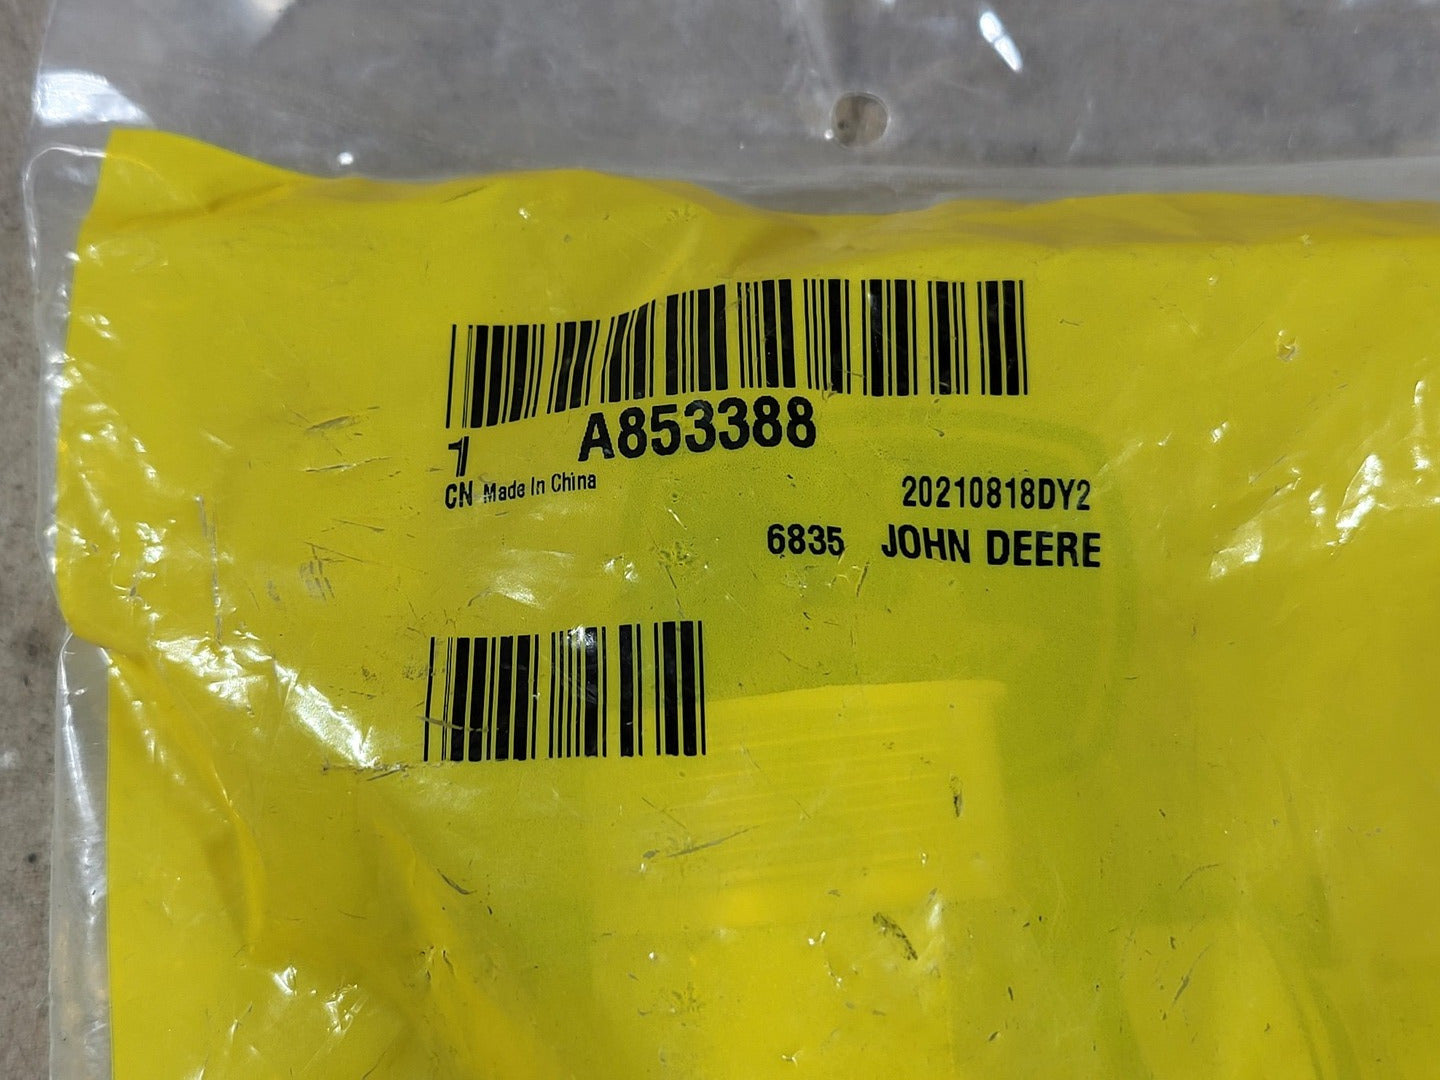 A853388
1
CN Made In China
20210818DY2
6835 JOHN DEERE